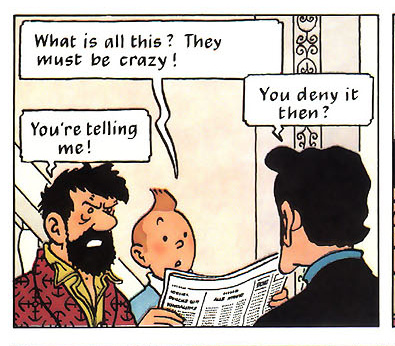 What is all this? They
must be crazy!
You deny it
then?
You're telling
me!